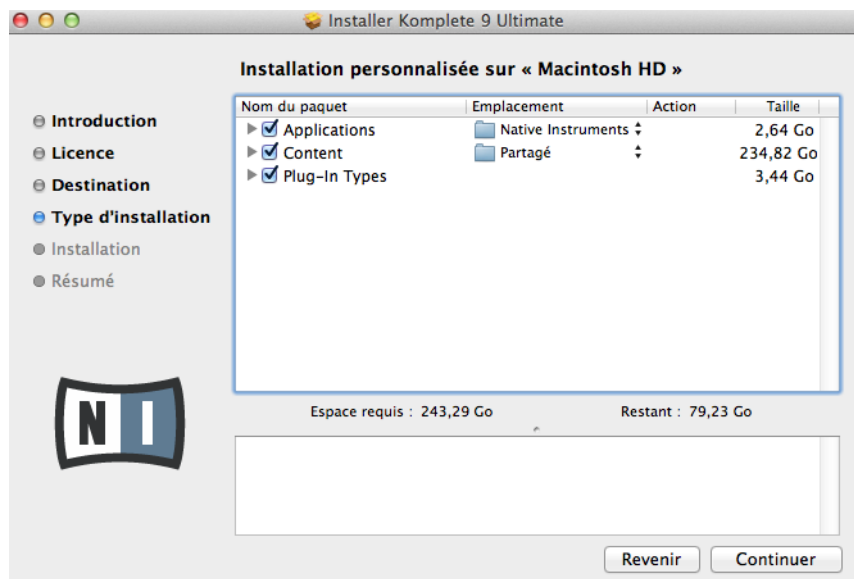 Installer Komplete 9 Ultimate
Installation personnalisée sur « Macintosh HD »
Introduction
Licence
Destination
Type d'installation
Installation
Résumé
Nom du paquet Emplacement Action Taille
Applications Native Instruments 2,64 Go
Content Partagé 234,82 Go
Plug-In Types 3,44 Go
Espace requis : 243,29 Go Restant : 79,23 Go
NI
Revenir Continuer